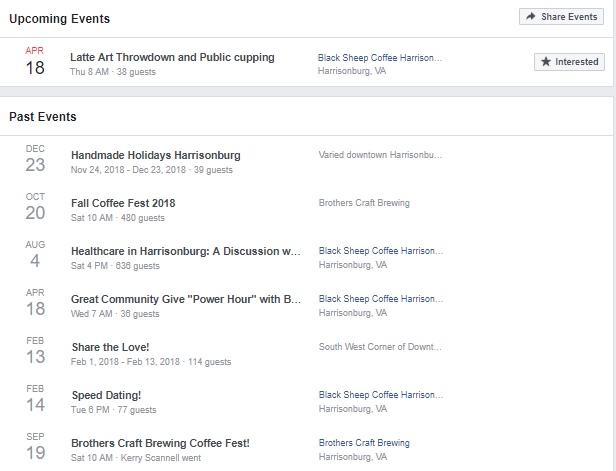 Upcoming Events
Share Events
APR
18
Latte Art Throwdown and Public cupping
Thu 8 AM · 38 guests
Black Sheep Coffee Harrison...
Harrisonburg, VA
Interested
Past Events
DEC
23
Handmade Holidays Harrisonburg
Nov 24, 2018 - Dec 23, 2018 · 39 guests
Varied downtown Harrisonbu...
OCT
20
Fall Coffee Fest 2018
Sat 10 AM · 480 guests
Brothers Craft Brewing
AUG
4
Healthcare in Harrisonburg: A Discussion w...
Sat 4 PM · 636 guests
Black Sheep Coffee Harrison...
Harrisonburg, VA
APR
18
Great Community Give "Power Hour" with B...
Wed 7 AM · 36 guests
Black Sheep Coffee Harrison...
Harrisonburg, VA
FEB
13
Share the Love!
Feb 1, 2018 - Feb 13, 2018 · 114 guests
South West Corner of Downt...
FEB
14
Speed Dating!
Tue 6 PM · 77 guests
Black Sheep Coffee Harrison...
Harrisonburg, VA
SEP
19
Brothers Craft Brewing Coffee Fest!
Sat 10 AM · Kerry Scannell went
Brothers Craft Brewing
Harrisonburg, VA